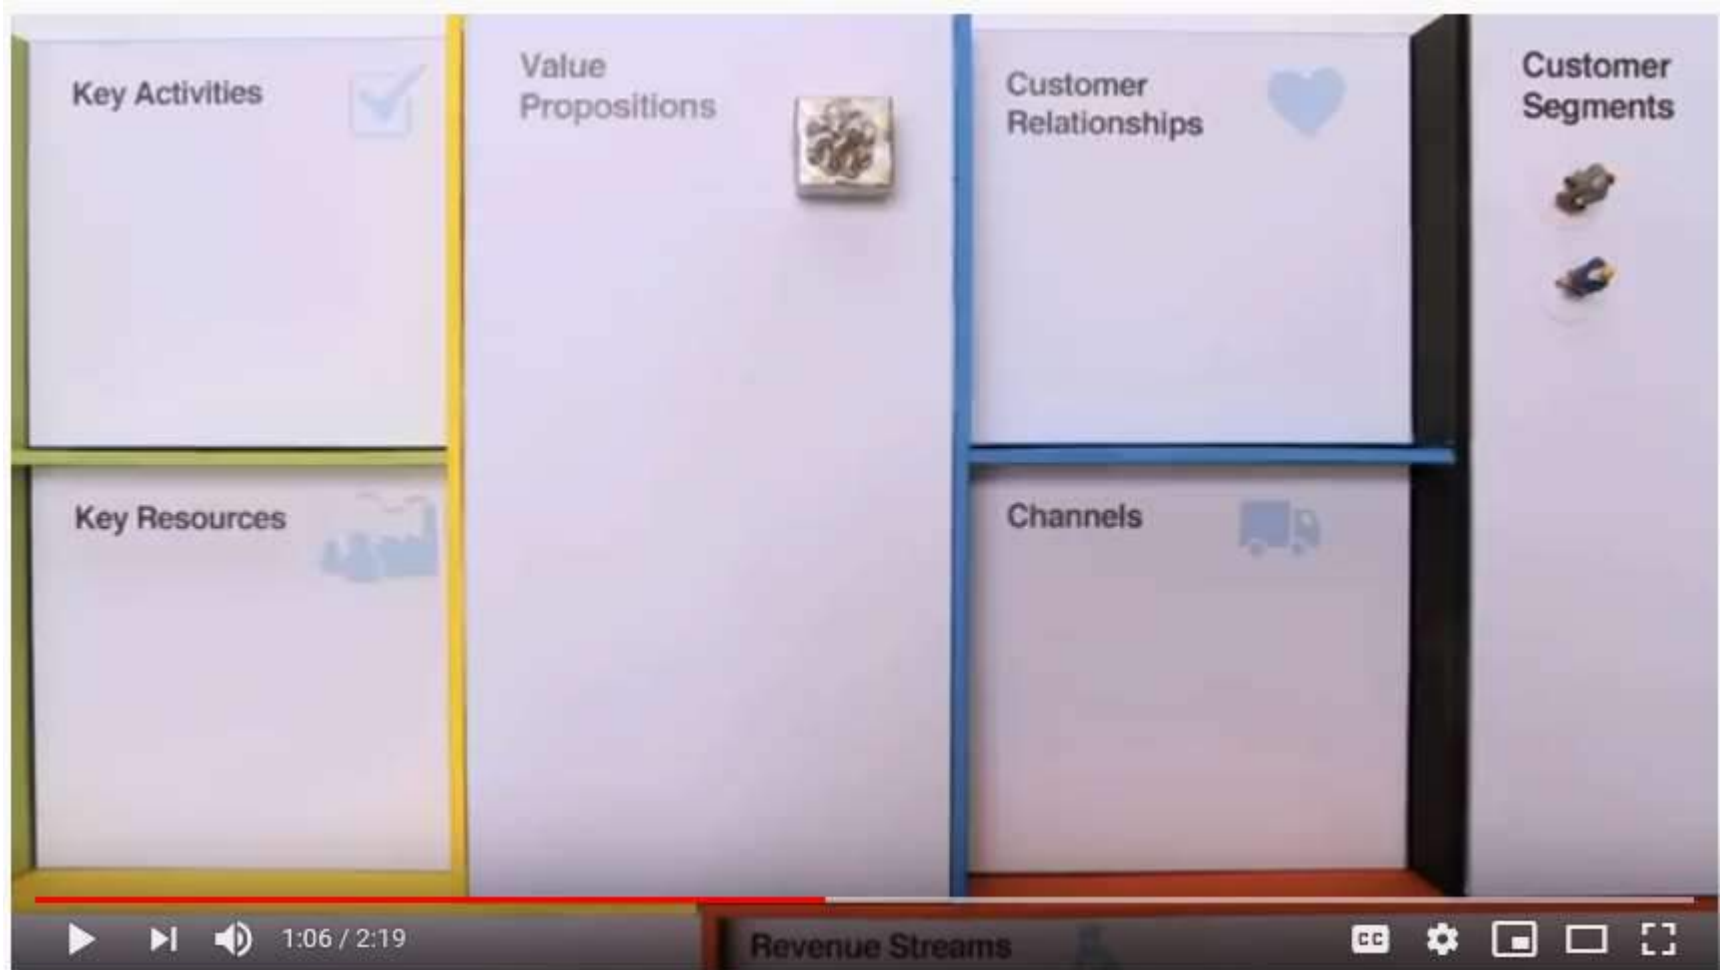 Key Activities
Value
Propositions
Customer
Relationships
Customer
Segments
Key Resources
Channels
Revenue Streams
1:06 / 2:19
CC